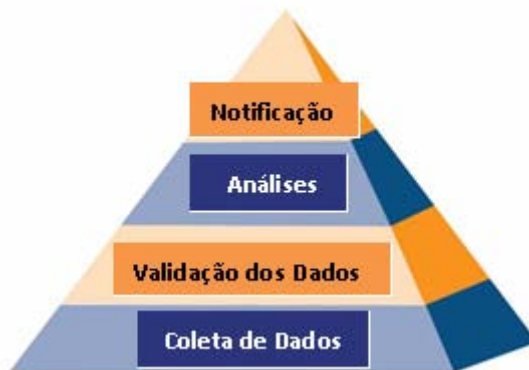 Notificação
Análises
Validação dos Dados
Coleta de Dados